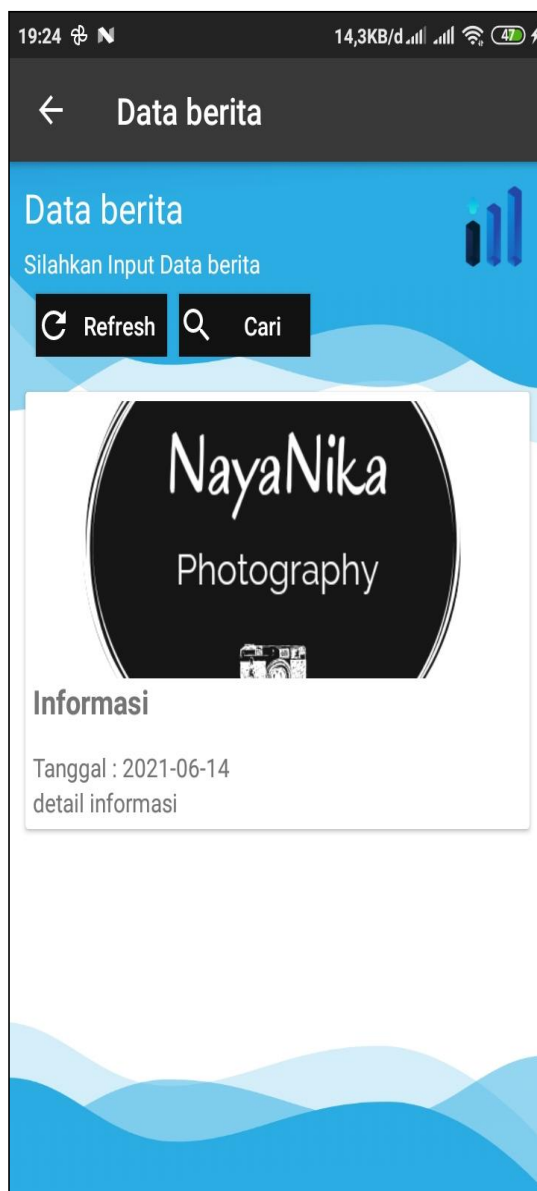 19:24 14,3KB/d 47
Data berita
Data berita
Silahkan Input Data berita
Refresh Cari
NayaNika
Photography
Informasi
Tanggal : 2021-06-14
detail informasi